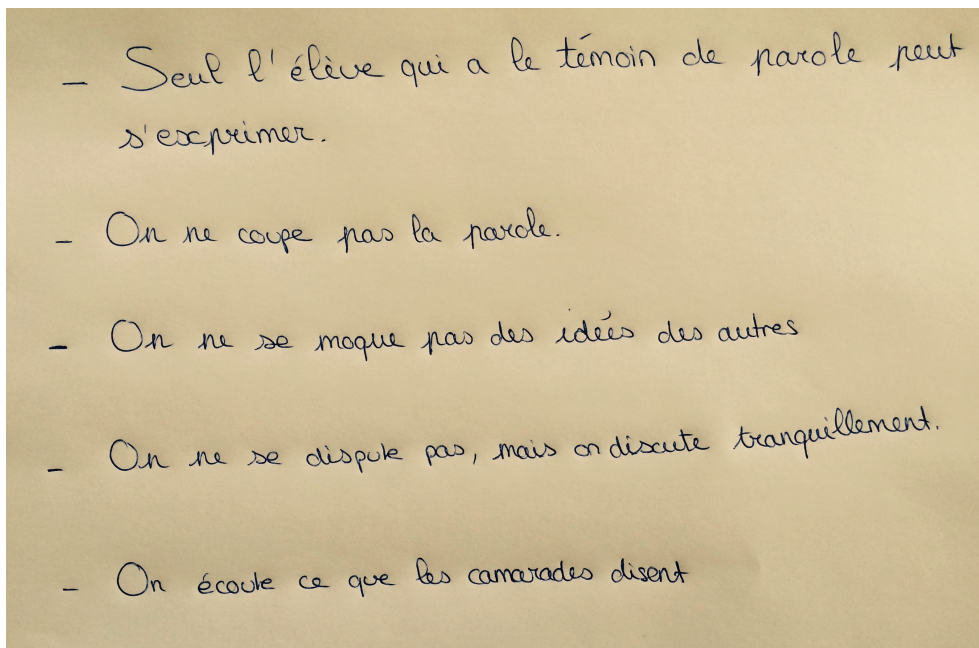 - Seul l'élève qui a le témoin de parole peut
s'exprimer.
- On ne coupe pas la parole.
- On ne se moque pas des idées des autres
- On ne se dispute pas, mais on discute tranquillement.
- On écoute ce que les camarades disent